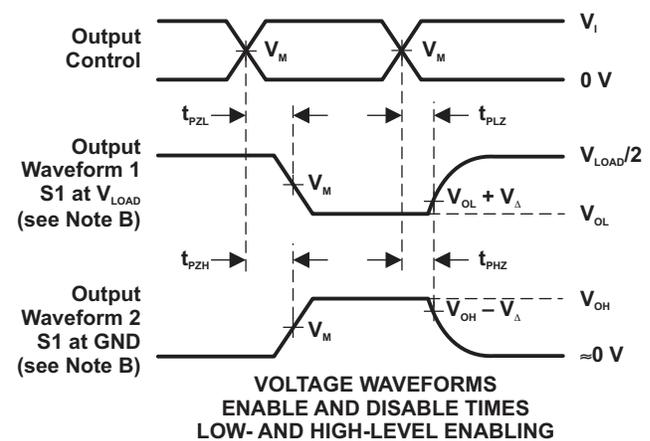 Output
Control
V_M
V_M
V_I
0 V
t_PZL
t_PLZ
Output
Waveform 1
S1 at V_LOAD
(see Note B)
V_M
V_OL + V_Δ
V_LOAD/2
V_OL
t_PZH
t_PHZ
Output
Waveform 2
S1 at GND
(see Note B)
V_M
V_OH – V_Δ
V_OH
≈0 V
VOLTAGE WAVEFORMS
ENABLE AND DISABLE TIMES
LOW- AND HIGH-LEVEL ENABLING